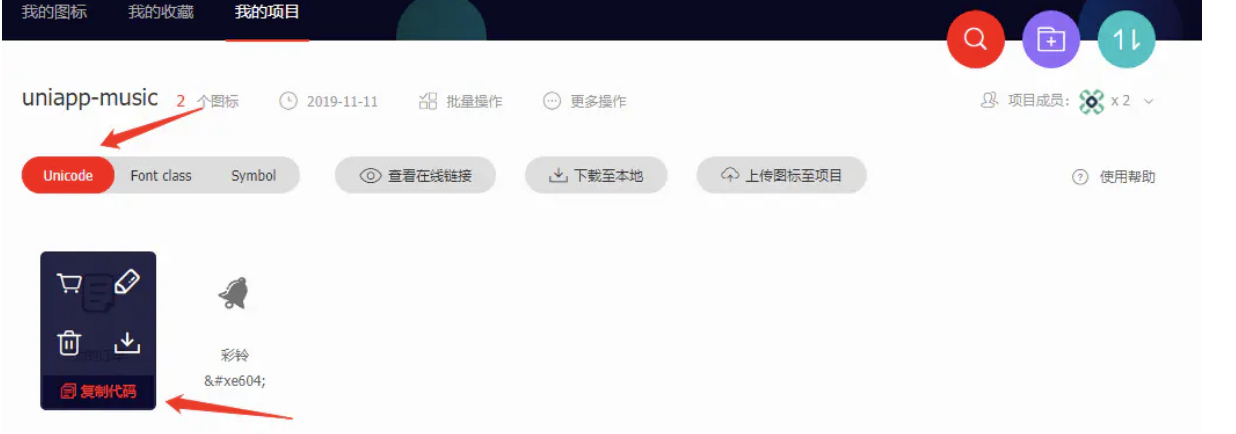 我的图标 我的收藏 我的项目
uniapp-music 2 个图标 2019-11-11 批量操作 更多操作 项目成员: x 2
Unicode Font class Symbol 查看在线链接 下载至本地 上传图标至项目 使用帮助
彩铃
&#xe604;
复制代码